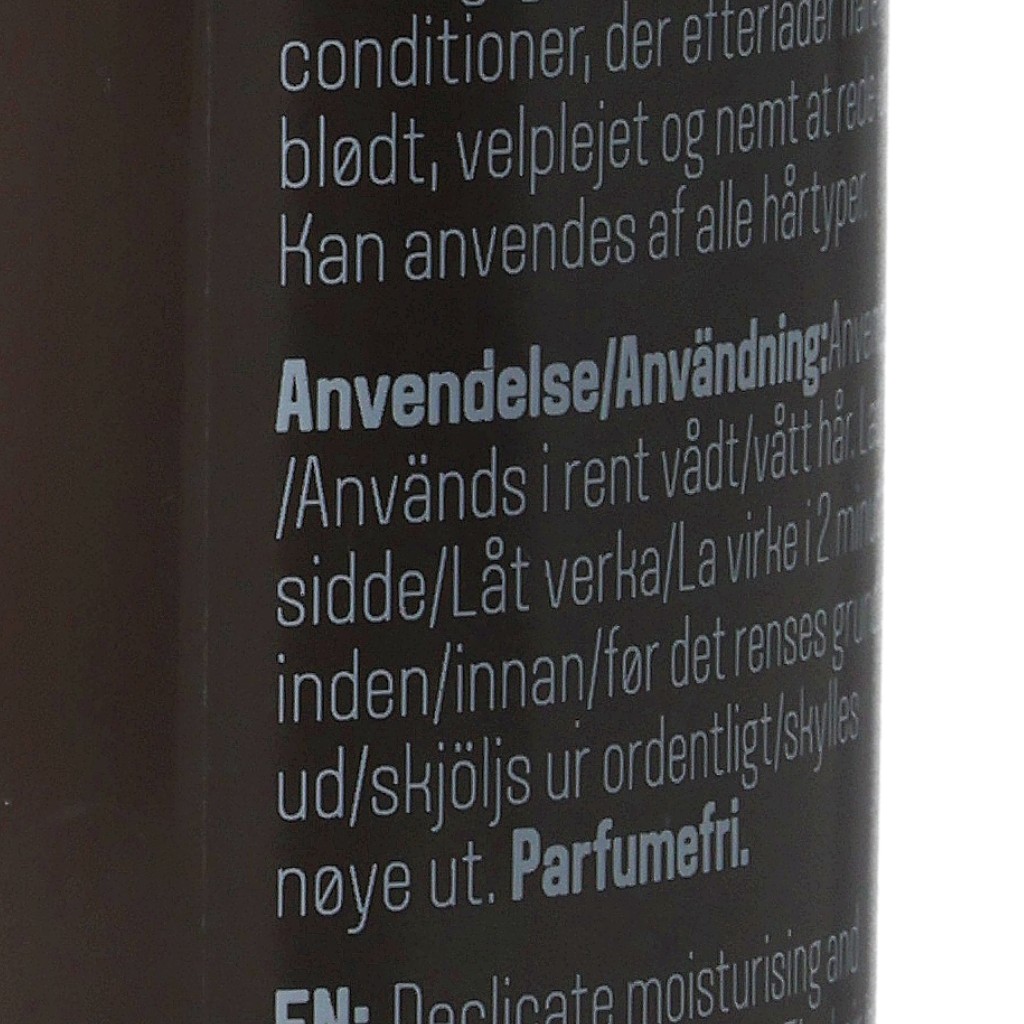 conditioner, der efterlader
blødt, velplejet og nemt at rede
Kan anvendes af alle hårtyper.
Anvendelse/Användning:
/Används i rent vådt/vått hår.
sidde/Låt verka/La virke i 2 min
inden/innan/før det renses
ud/skjöljs ur ordentligt/skylles
nøye ut. Parfumefri.
EN: Declicate moisturising and